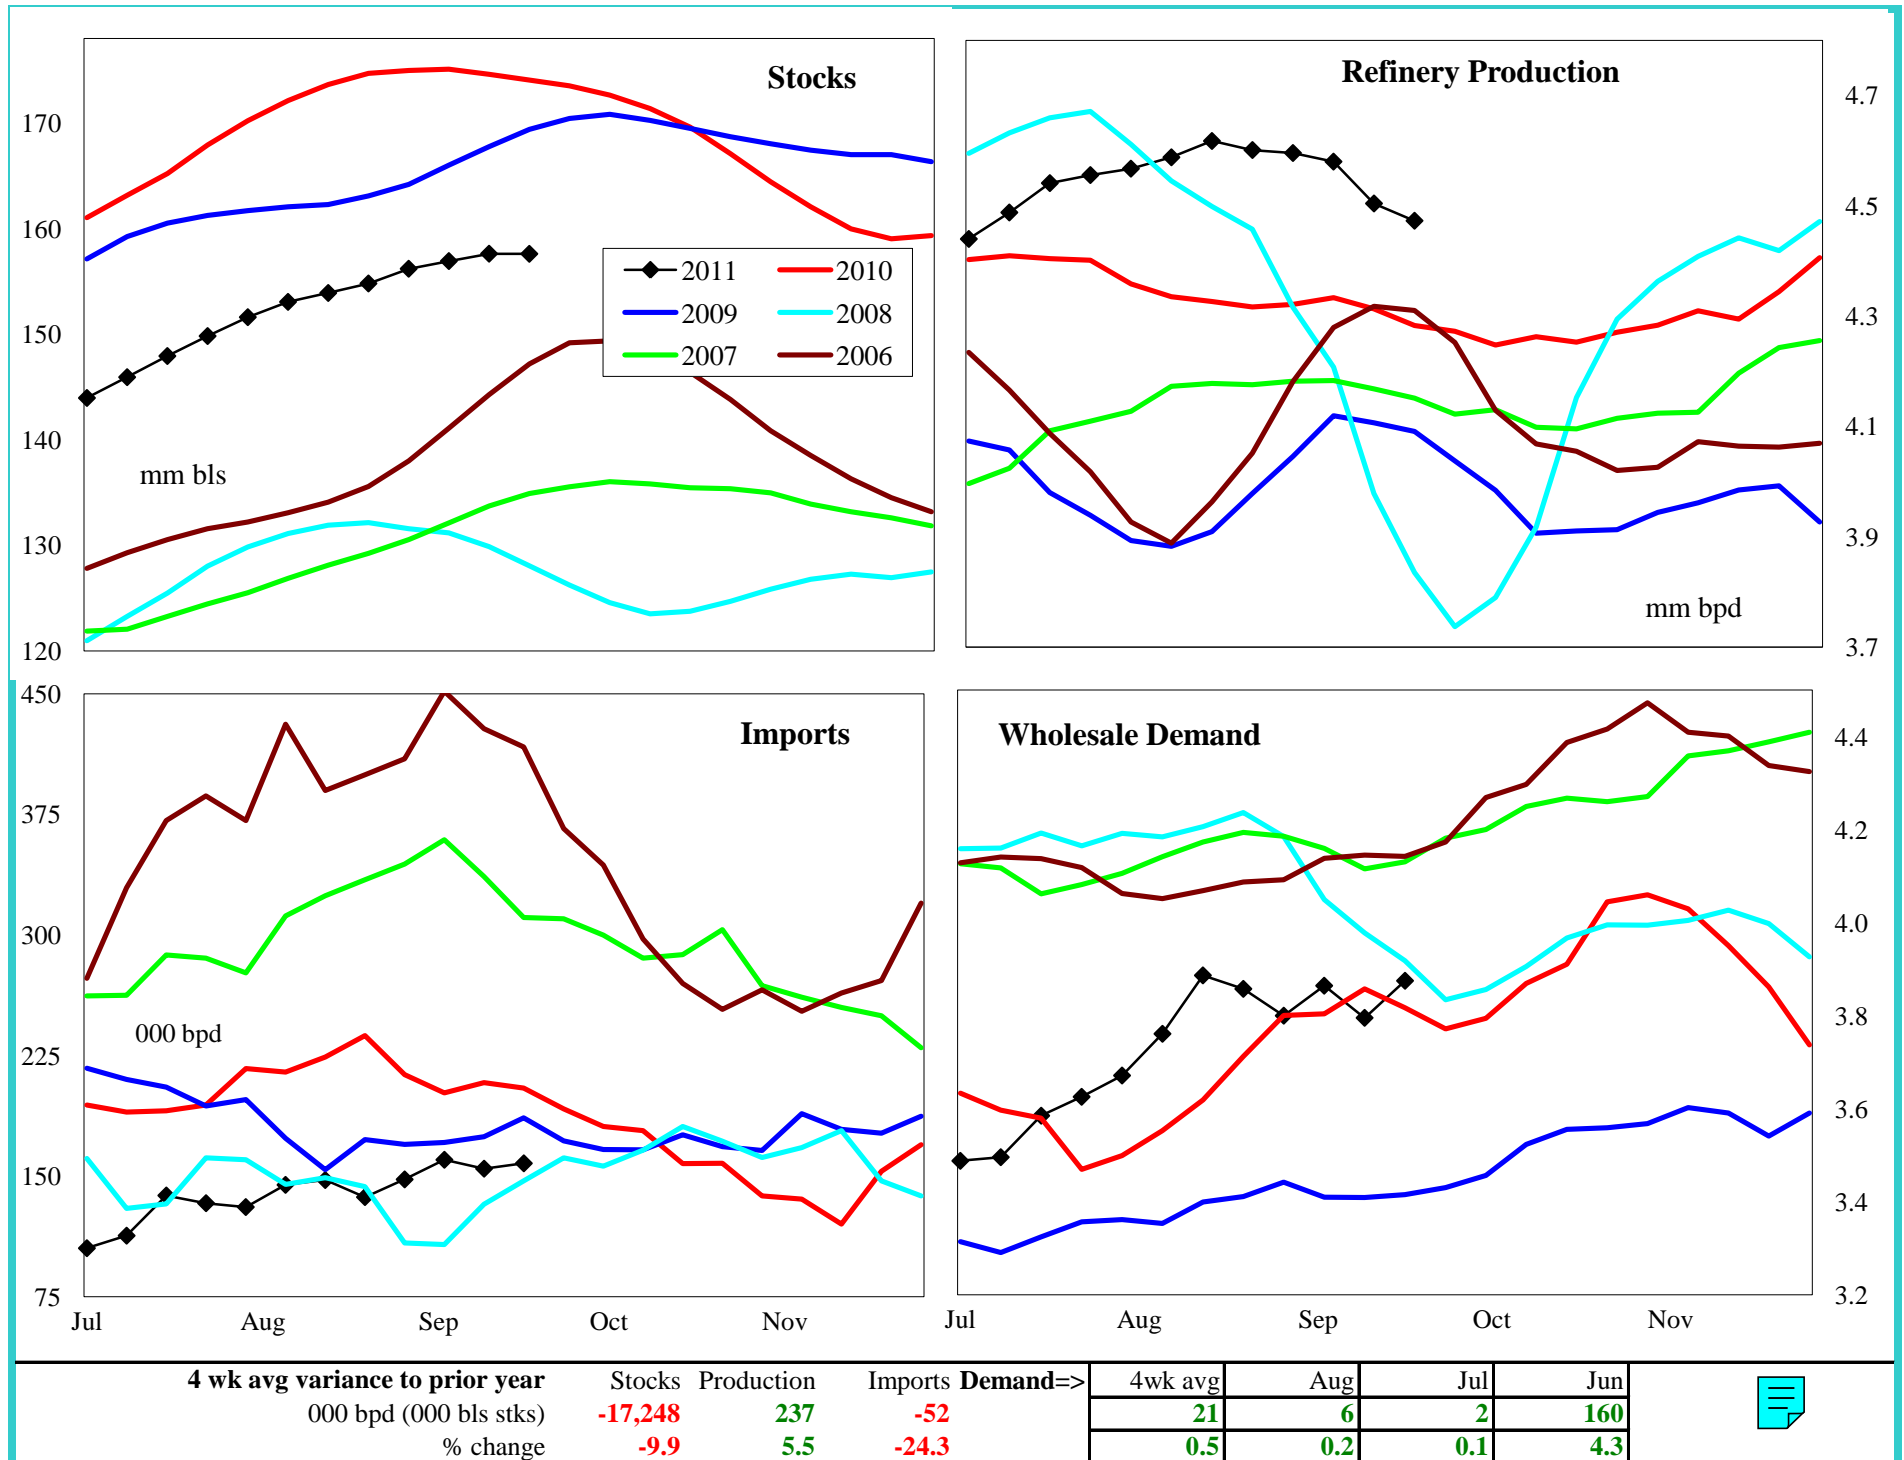 Stocks
170
160
150
140
130
120
mm bls
2011 2010
2009 2008
2007 2006
Refinery Production
4.7
4.5
4.3
4.1
3.9
3.7
mm bpd
Imports
450
375
300
225
150
75
000 bpd
Jul Aug Sep Oct Nov
Wholesale Demand
4.4
4.2
4.0
3.8
3.6
3.4
3.2
Jul Aug Sep Oct Nov
4 wk avg variance to prior year Stocks Production Imports Demand=> 4wk avg Aug Jul Jun
000 bpd (000 bls stks) -17,248 237 -52 21 6 2 160
% change -9.9 5.5 -24.3 0.5 0.2 0.1 4.3